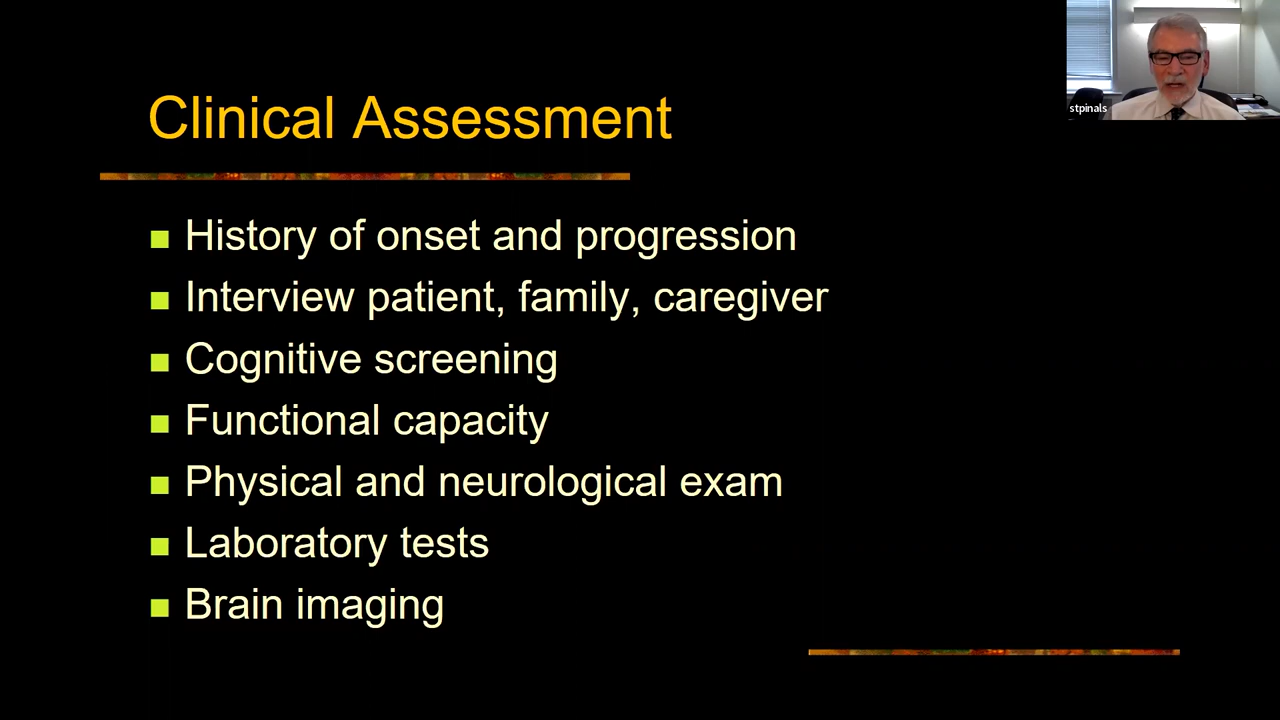 Clinical Assessment
stpinals
History of onset and progression
Interview patient, family, caregiver
Cognitive screening
Functional capacity
Physical and neurological exam
Laboratory tests
Brain imaging